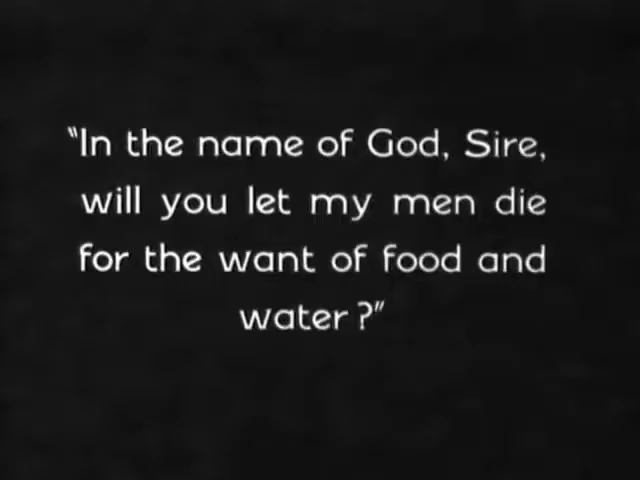 "In the name of God, Sire,
will you let my men die
for the want of food and
water?"